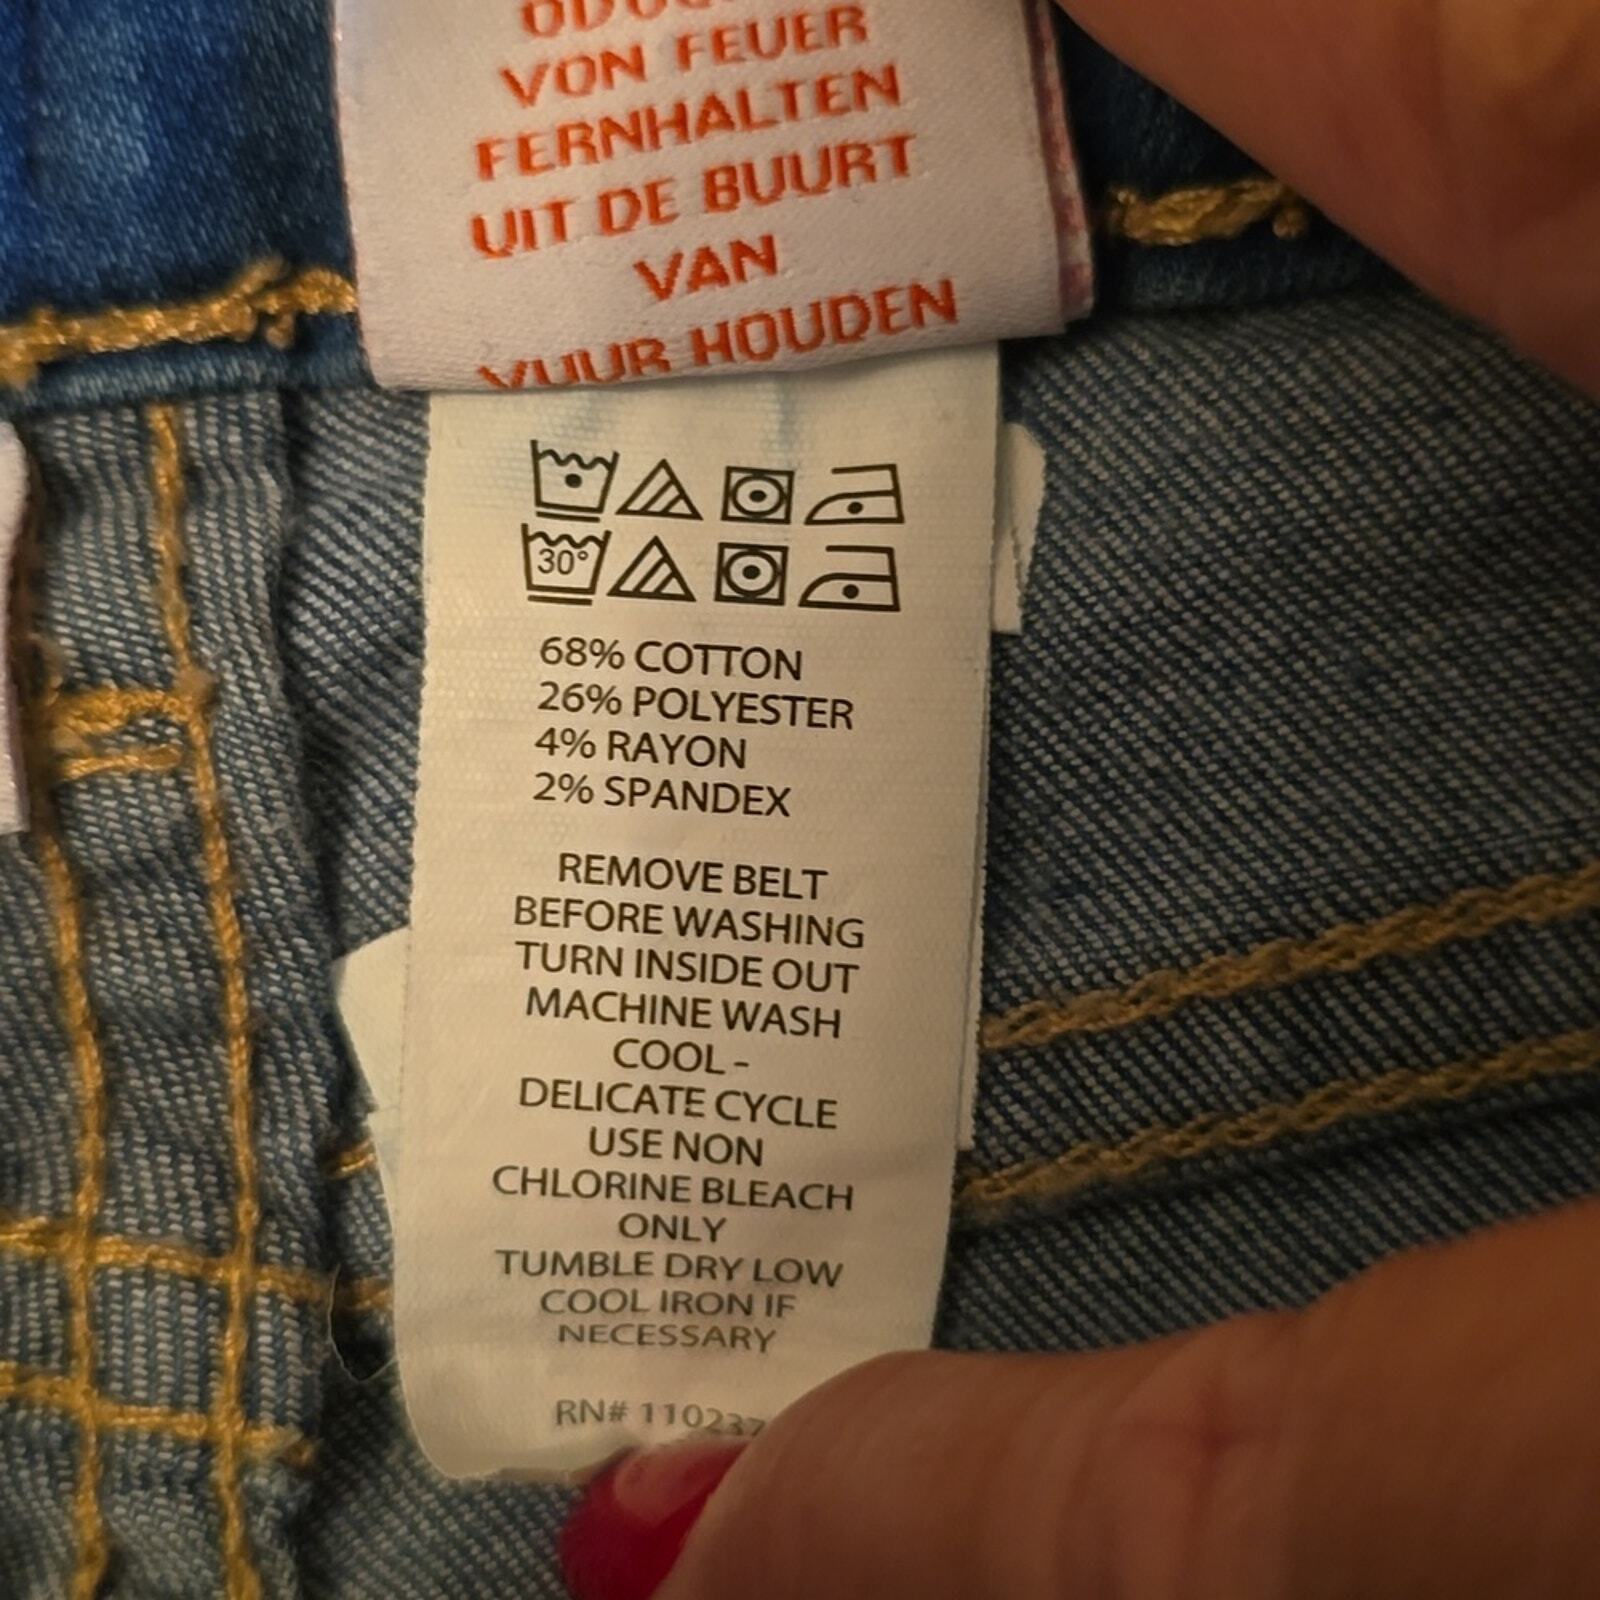 VON FEUER
FERNHALTEN
UIT DE BUURT
VAN
VUUR HOUDEN
30°
68% COTTON
26% POLYESTER
4% RAYON
2% SPANDEX
REMOVE BELT
BEFORE WASHING
TURN INSIDE OUT
MACHINE WASH
COOL -
DELICATE CYCLE
USE NON
CHLORINE BLEACH
ONLY
TUMBLE DRY LOW
COOL IRON IF
NECESSARY
RN# 110237